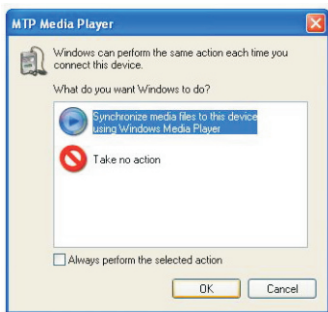 MTP Media Player
Windows can perform the same action each time you
connect this device.
What do you want Windows to do?
Synchronize media files to this device
using Windows Media Player
Take no action
Always perform the selected action
OK
Cancel